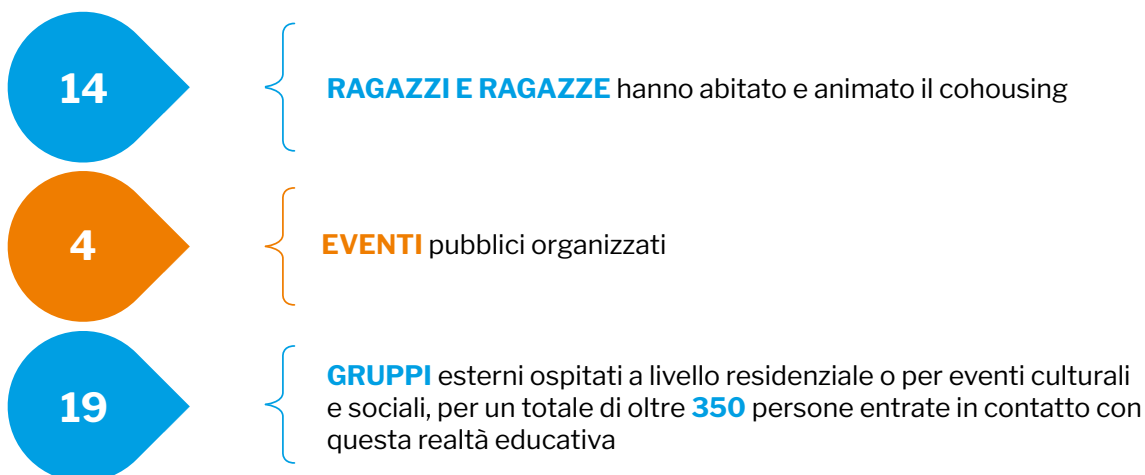 14
RAGAZZI E RAGAZZE hanno abitato e animato il cohousing
4
EVENTI pubblici organizzati
19
GRUPPI esterni ospitati a livello residenziale o per eventi culturali
e sociali, per un totale di oltre 350 persone entrate in contatto con
questa realtà educativa